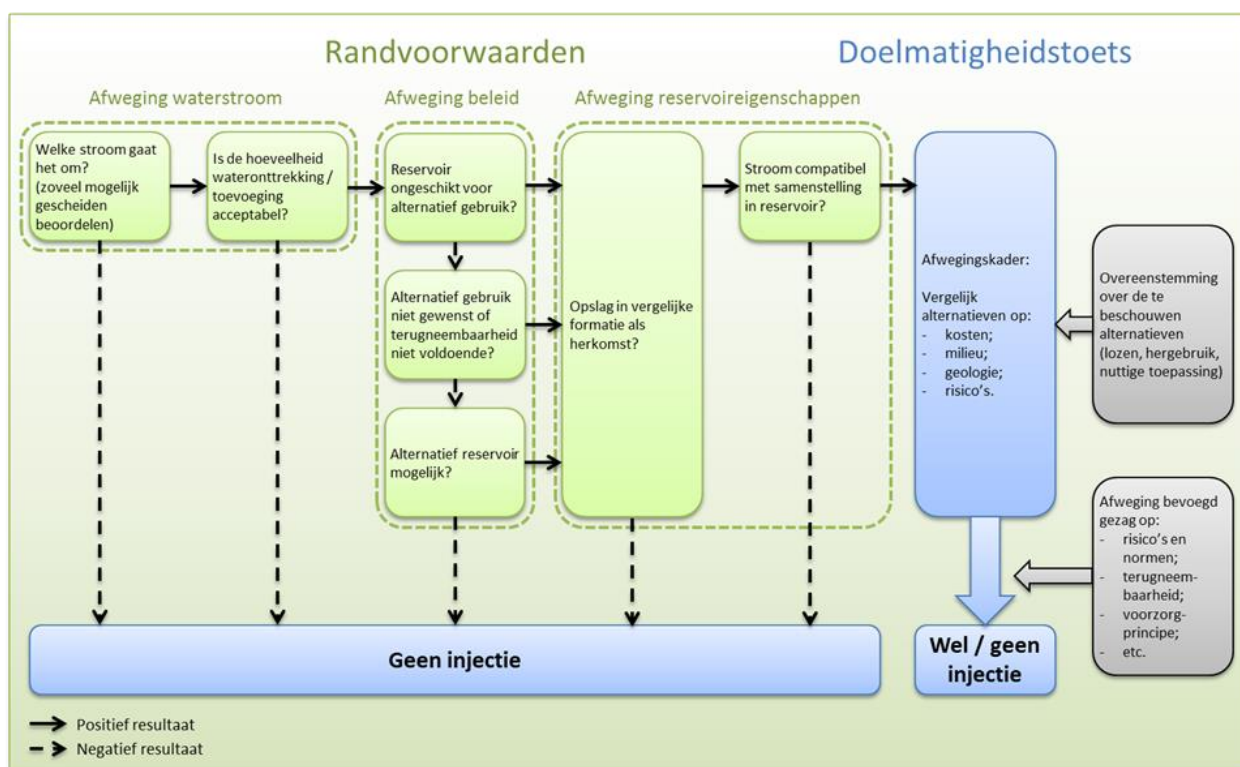 Randvoorwaarden
Doelmatigheidstoets
Afweging waterstroom
Afweging beleid
Afweging reservoireigenschappen
Welke stroom gaat
het om?
(zoveel mogelijk
gescheiden
beoordelen)
Is de hoeveelheid
wateronttrekking /
toevoeging
acceptabel?
Reservoir
ongeschikt voor
alternatief gebruik?
Alternatief gebruik
niet gewenst of
terugneembaarheid
niet voldoende?
Alternatief reservoir
mogelijk?
Opslag in vergelijke
formatie als
herkomst?
Stroom compatibel
met samenstelling
in reservoir?
Afwegingskader:
Vergelijk
alternatieven op:
- kosten;
- milieu;
- geologie;
- risico's.
Overeenstemming
over de te
beschouwen
alternatieven
(lozen, hergebruik,
nuttige toepassing)
Afweging bevoegd
gezag op:
- risico's en
normen;
- terugneem-
baarheid;
- voorzorg-
principe;
- etc.
Geen injectie
Wel / geen
injectie
Positief resultaat
Negatief resultaat